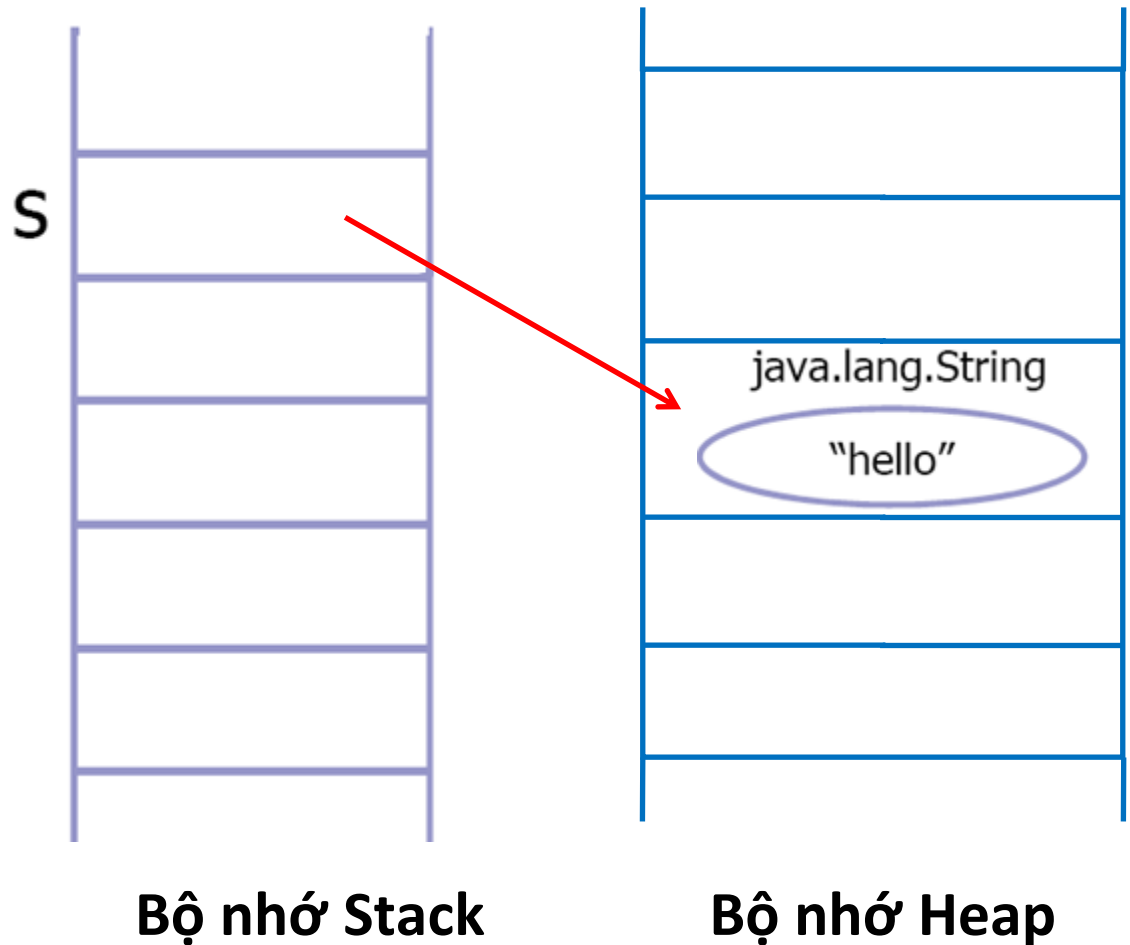 S
java.lang.String
“hello”
Bộ nhớ Stack
Bộ nhớ Heap